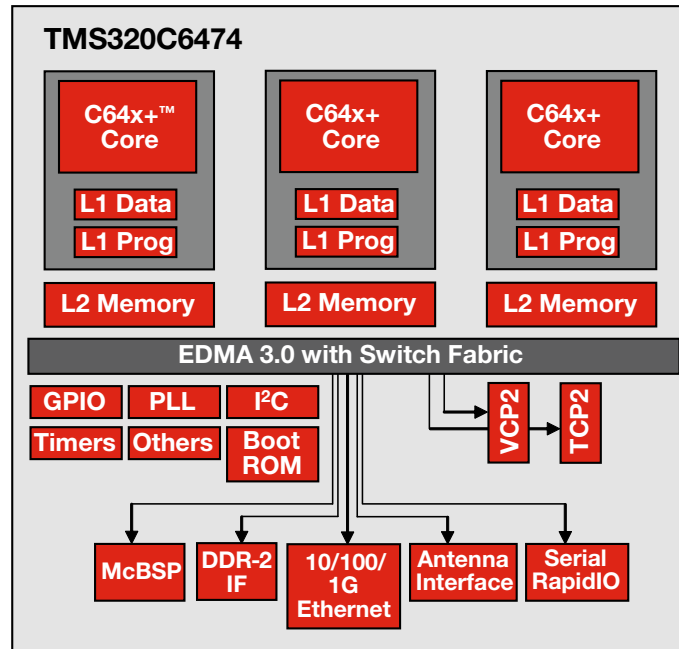 TMS320C6474
C64x+™
Core
C64x+
Core
C64x+
Core
L1 Data
L1 Data
L1 Data
L1 Prog
L1 Prog
L1 Prog
L2 Memory
L2 Memory
L2 Memory
EDMA 3.0 with Switch Fabric
GPIO
PLL
I²C
Timers
Others
Boot
ROM
VCP2
TCP2
McBSP
DDR-2
IF
10/100/
1G
Ethernet
Antenna
Interface
Serial
RapidIO